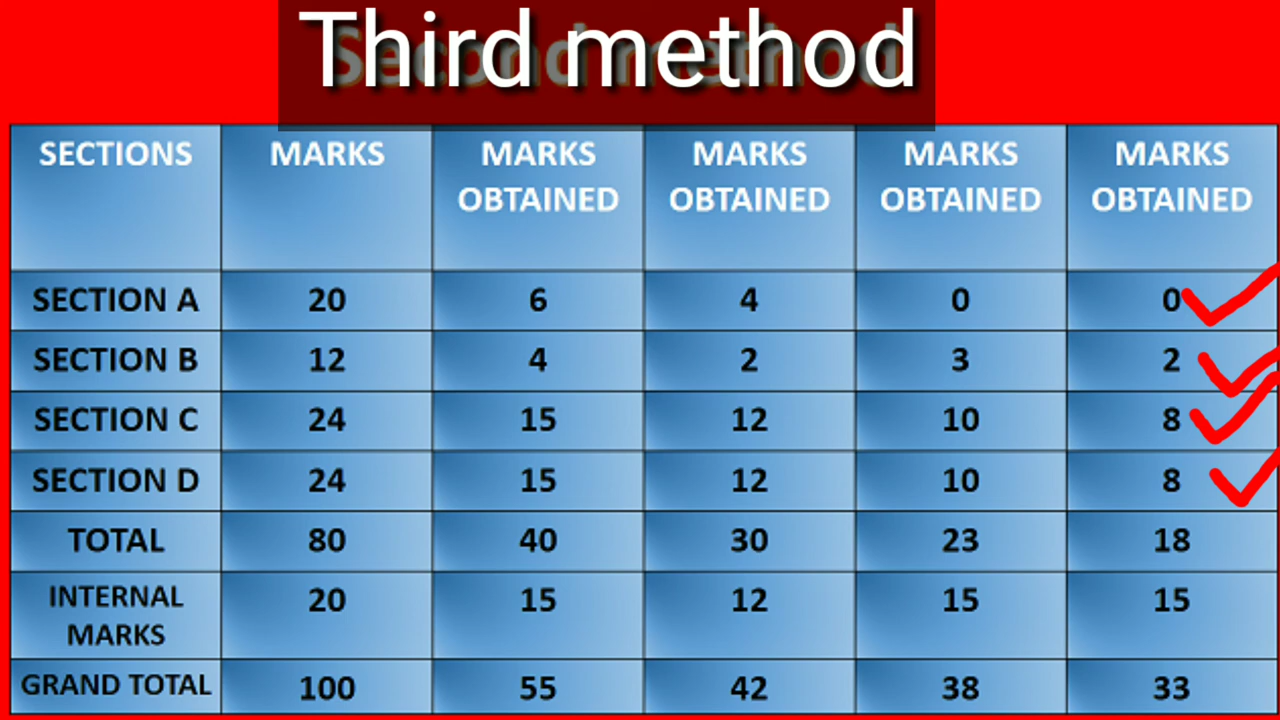 Third method
Second method
SECTIONS MARKS MARKS OBTAINED MARKS OBTAINED MARKS OBTAINED MARKS OBTAINED
SECTION A 20 6 4 0 0
SECTION B 12 4 2 3 2
SECTION C 24 15 12 10 8
SECTION D 24 15 12 10 8
TOTAL 80 40 30 23 18
INTERNAL MARKS 20 15 12 15 15
GRAND TOTAL 100 55 42 38 33